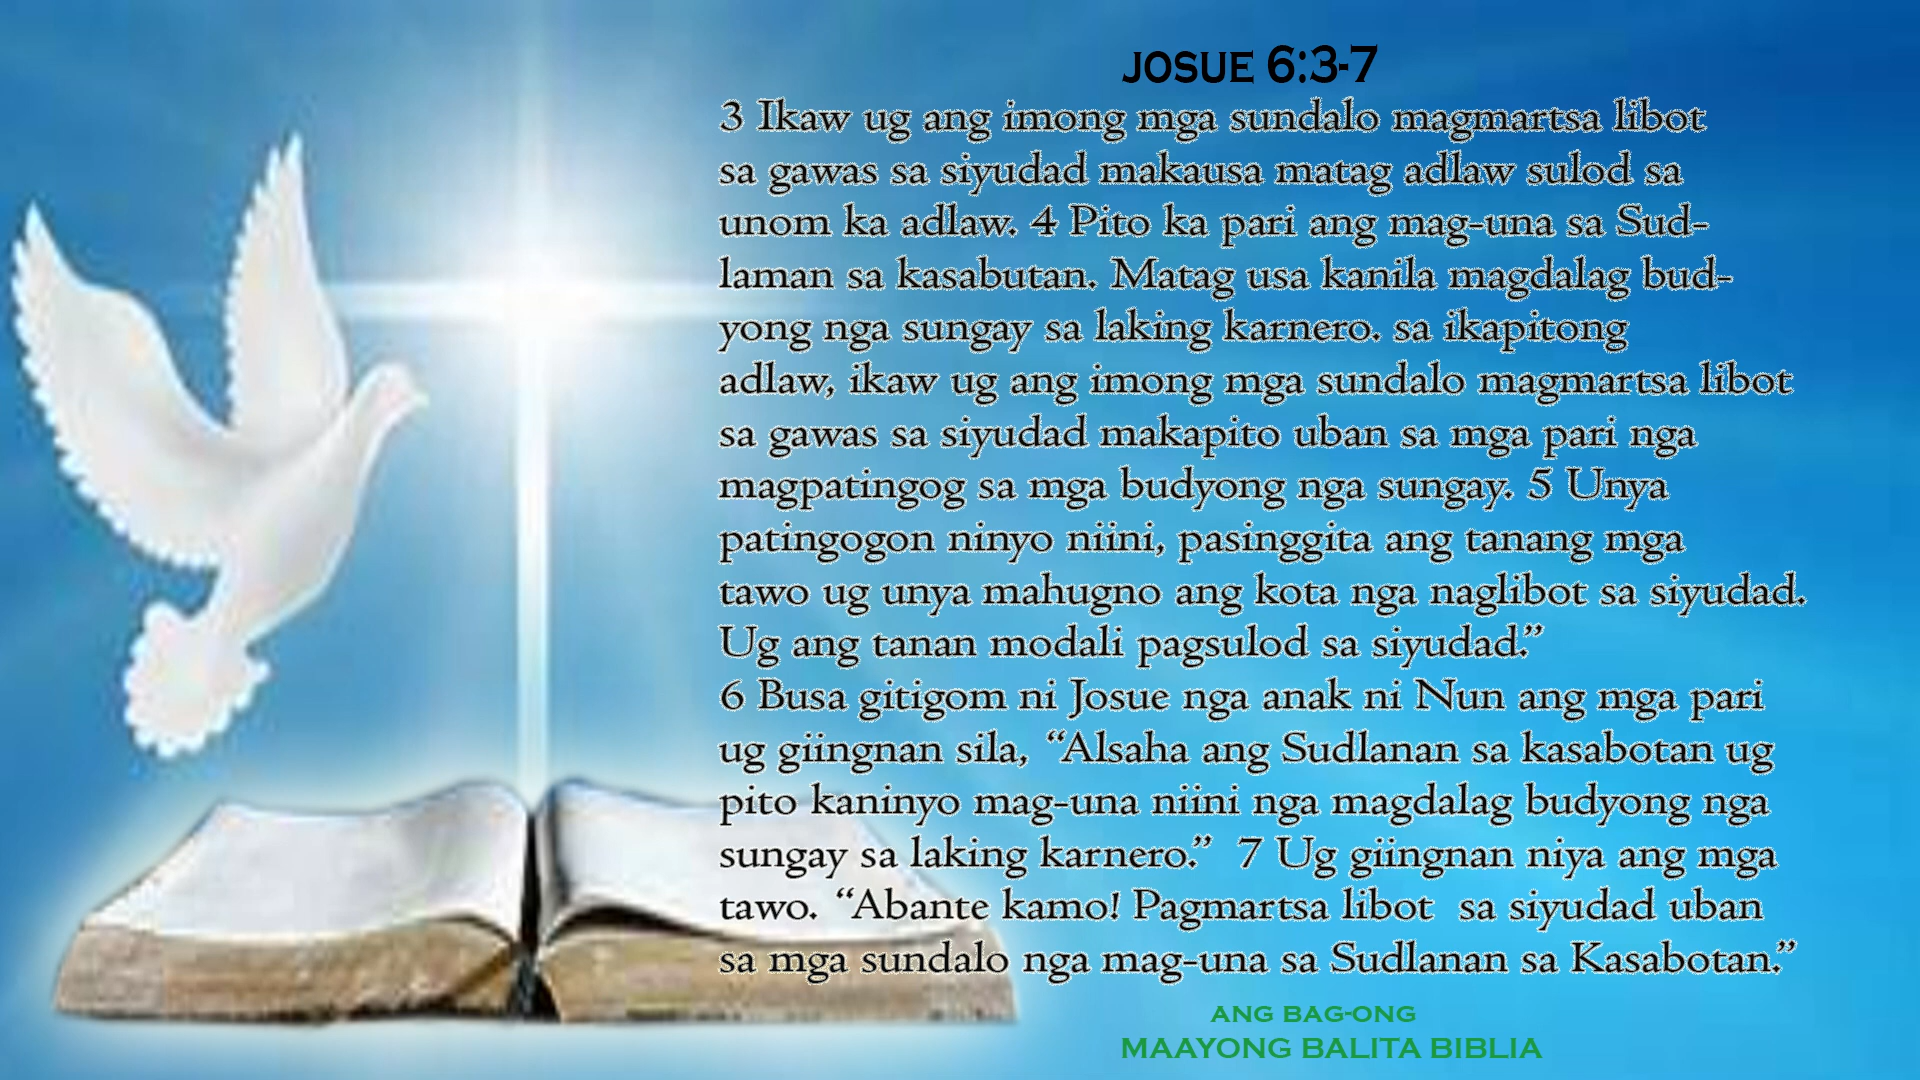 JOSUE 6:3-7
3 Ikaw ug ang imong mga sundalo magmartsa libot
sa gawas sa siyudad makausa matag adlaw sulod sa
unom ka adlaw. 4 Pito ka pari ang mag-una sa Sud-
laman sa kasabutan. Matag usa kanila magdalag bud-
yong nga sungay sa laking karnero. sa ikapitong
adlaw, ikaw ug ang imong mga sundalo magmartsa libot
sa gawas sa siyudad makapito uban sa mga pari nga
magpatingog sa mga budyong nga sungay. 5 Unya
patingogon ninyo niini, pasinggita ang tanang mga
tawo ug unya mahugno ang kota nga naglibot sa siyudad.
Ug ang tanan modali pagsulod sa siyudad.”
6 Busa gitigom ni Josue nga anak ni Nun ang mga pari
ug giingnan sila, “Alsaha ang Sudlanan sa kasabotan ug
pito kaninyo mag-una niini nga magdalag budyong nga
sungay sa laking karnero.” 7 Ug giingnan niya ang mga
tawo. “Abante kamo! Pagmartsa libot sa siyudad uban
sa mga sundalo nga mag-una sa Sudlanan sa Kasabotan.”
ANG BAG-ONG
MAAYONG BALITA BIBLIA